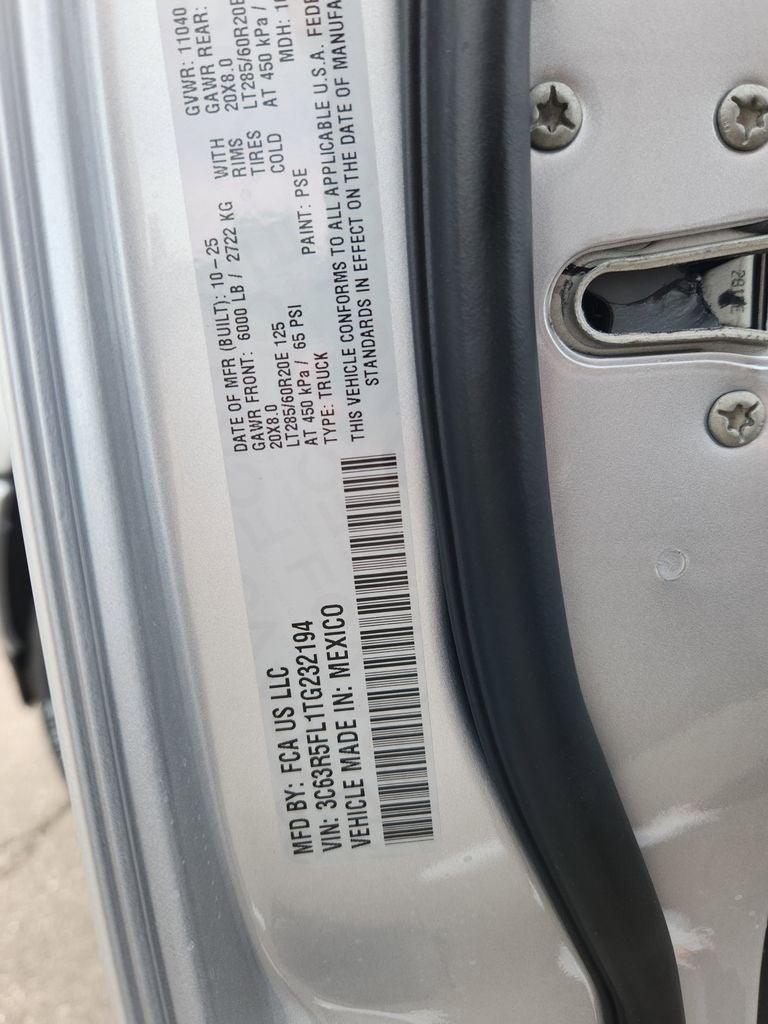 MFD BY: FCA US LLC
VIN: 3C63R5FL1TG232194
VEHICLE MADE IN: MEXICO
DATE OF MFR (BUILT): 10-25 GVWR: 11040
GAWR FRONT: 6000 LB / 2722 KG WITH GAWR REAR:
20X8.0 RIMS 20X8.0
LT285/60R20E 125 TIRES LT285/60R20E
AT 450 kPa / 65 PSI COLD AT 450 kPa /
TYPE: TRUCK PAINT: PSE MDH:
THIS VEHICLE CONFORMS TO ALL APPLICABLE U.S.A.
STANDARDS IN EFFECT ON THE DATE OF